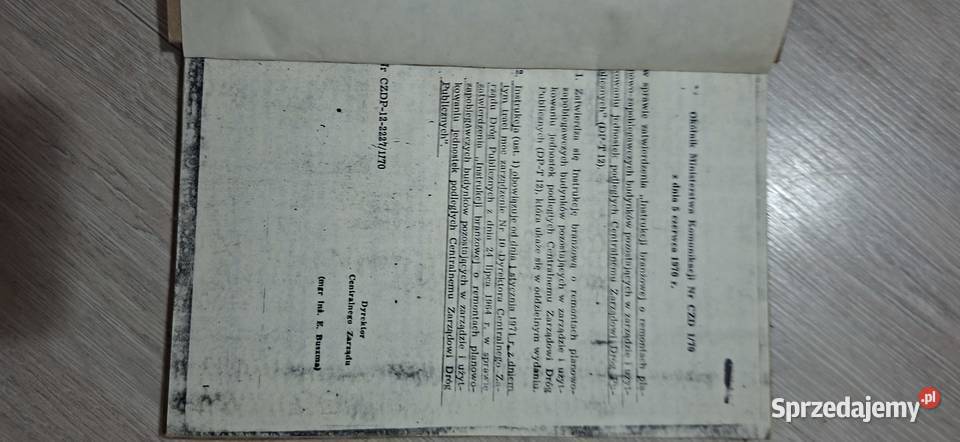 Okólnik Ministerstwa Komunikacji Nr CZD 1/70
z dnia 5 czerwca 1970 r.
w sprawie zatwierdzenia „Instrukcji branżowej o remontach pla-
nowo-zapobiegawczych budynków pozostających w zarządzie i użyt-
kowaniu jednostek podległych Centralnemu Zarządowi Dróg Pu-
blicznych" (DP-T 12).
1. Zatwierdza się Instrukcję branżową o remontach planowo-
zapobiegawczych budynków pozostających w zarządzie i użyt-
kowaniu jednostek podległych Centralnemu Zarządowi Dróg
Publicznych (DP-T 12), która ukaże się w oddzielnym wydaniu.
2. Instrukcja (ust. 1) obowiązuje od dnia 1 stycznia 1971 r. z dniem
tym traci moc zarządzenie Nr 10 Dyrektora Centralnego Za-
rządu Dróg Publicznych z dnia 24 lipca 1964 r. w sprawie
zatwierdzenia „Instrukcji branżowej o remontach planowo-
zapobiegawczych budynków pozostających w zarządzie i użyt-
kowaniu jednostek podległych Centralnemu Zarządowi Dróg
Publicznych".
Nr CZDP-12-2227/1770
Dyrektor
Centralnego Zarządu
(mgr inż. E. Buszma)
Sprzedajemy.pl